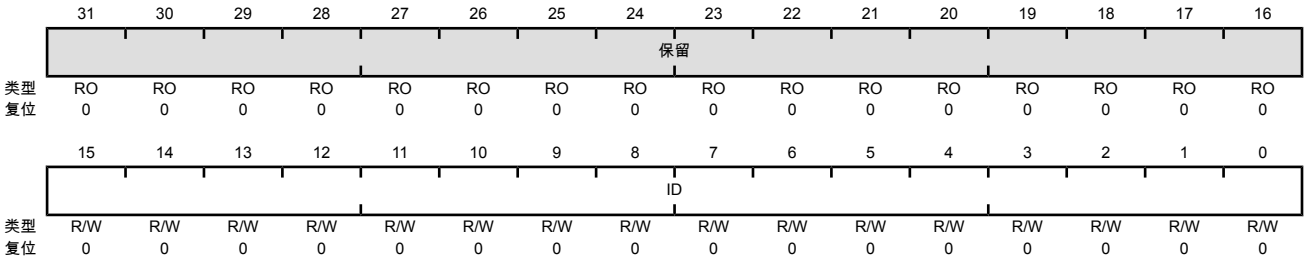 31 30 29 28 27 26 25 24 23 22 21 20 19 18 17 16
保留
类型 RO RO RO RO RO RO RO RO RO RO RO RO RO RO RO RO
复位 0 0 0 0 0 0 0 0 0 0 0 0 0 0 0 0
15 14 13 12 11 10 9 8 7 6 5 4 3 2 1 0
ID
类型 R/W R/W R/W R/W R/W R/W R/W R/W R/W R/W R/W R/W R/W R/W R/W R/W
复位 0 0 0 0 0 0 0 0 0 0 0 0 0 0 0 0